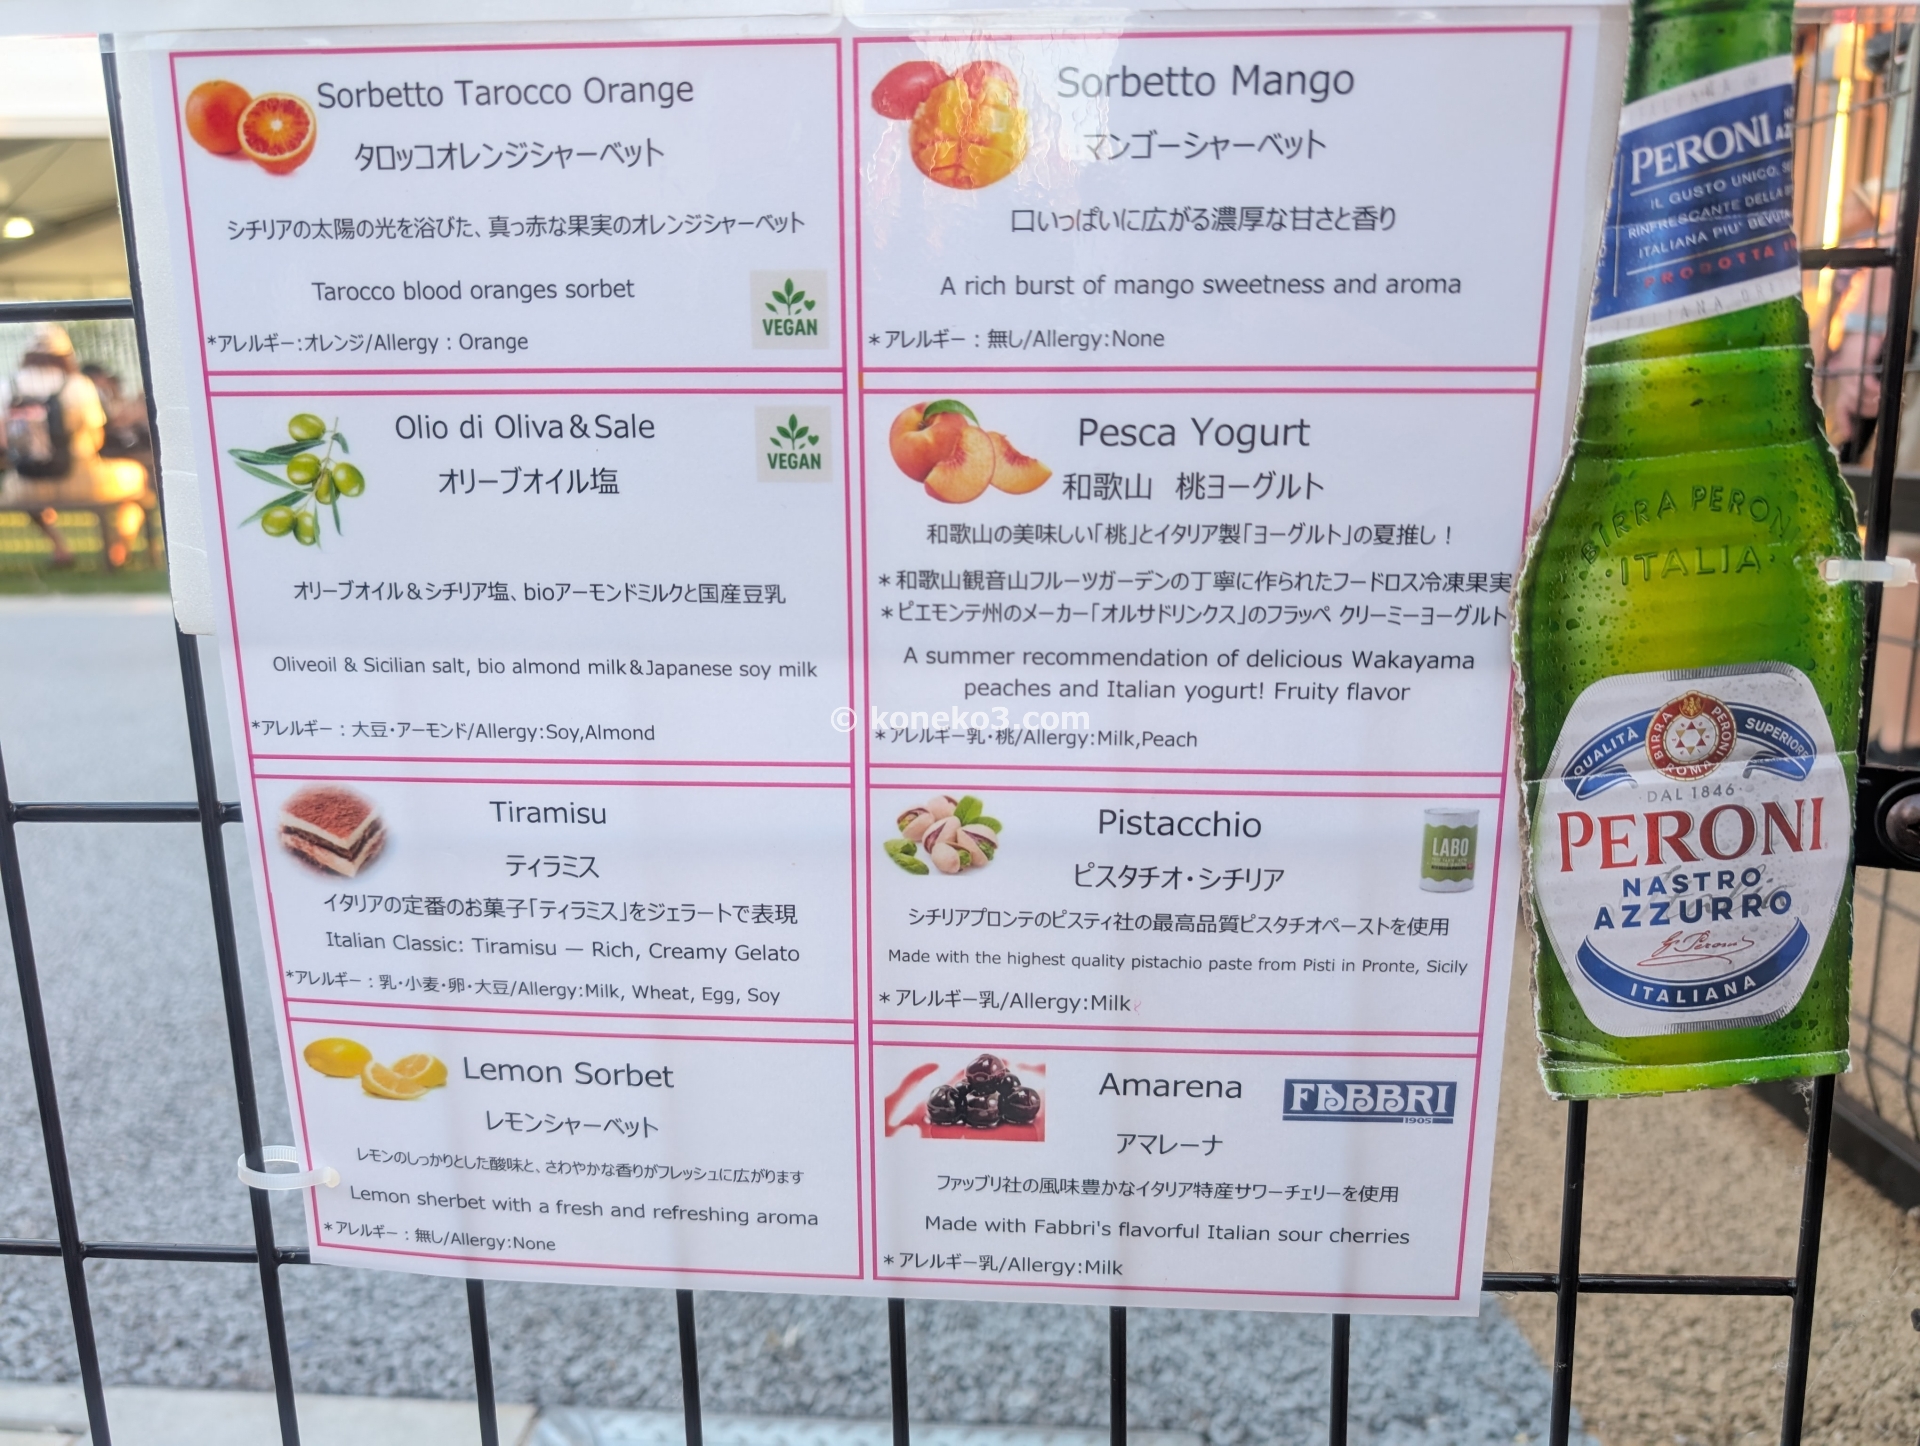 Sorbetto Tarocco Orange
タロッコオレンジシャーベット
シチリアの太陽の光を浴びた、真っ赤な果実のオレンジシャーベット
Tarocco blood oranges sorbet
VEGAN
*アレルギー:オレンジ/Allergy : Orange
Sorbetto Mango
マンゴーシャーベット
口いっぱいに広がる濃厚な甘さと香り
A rich burst of mango sweetness and aroma
*アレルギー : 無し/Allergy:None
Olio di Oliva&Sale
オリーブオイル塩
VEGAN
オリーブオイル&シチリア塩、bioアーモンドミルクと国産豆乳
Oliveoil & Sicilian salt, bio almond milk&Japanese soy milk
*アレルギー : 大豆・アーモンド/Allergy:Soy,Almond
Pesca Yogurt
和歌山 桃ヨーグルト
和歌山の美味しい「桃」とイタリア製「ヨーグルト」の夏推し!
*和歌山観音山フルーツガーデンの丁寧に作られたフードロス冷凍果実
*ピエモンテ州のメーカー「オルサドリンクス」のフラッペ クリーミーヨーグルト
A summer recommendation of delicious Wakayama
peaches and Italian yogurt! Fruity flavor
*アレルギー乳・桃/Allergy:Milk,Peach
© koneko3.com
Tiramisu
ティラミス
イタリアの定番のお菓子「ティラミス」をジェラートで表現
Italian Classic: Tiramisu — Rich, Creamy Gelato
*アレルギー : 乳・小麦・卵・大豆/Allergy:Milk, Wheat, Egg, Soy
Pistacchio
LABO
ピスタチオ・シチリア
シチリアプロンテのピスティ社の最高品質ピスタチオペーストを使用
Made with the highest quality pistachio paste from Pisti in Pronte, Sicily
*アレルギー乳/Allergy:Milk
Lemon Sorbet
レモンシャーベット
レモンのしっかりとした酸味と、さわやかな香りがフレッシュに広がります
Lemon sherbet with a fresh and refreshing aroma
*アレルギー : 無し/Allergy:None
Amarena
FABBRI
1905
アマレーナ
ファッブリ社の風味豊かなイタリア特産サワーチェリーを使用
Made with Fabbri's flavorful Italian sour cherries
*アレルギー乳/Allergy:Milk
PERONI
IL GUSTO UNICO,
RINFRESCANTE DELLA
ITALIANA PIU' BEVUTA
PRODOTTA
BIRRA PERONI
ITALIA
QUALITÀ
BIRRA PERONI
ROMA
SUPERIORE
DAL 1846
PERONI
NASTRO
AZZURRO
ITALIANA